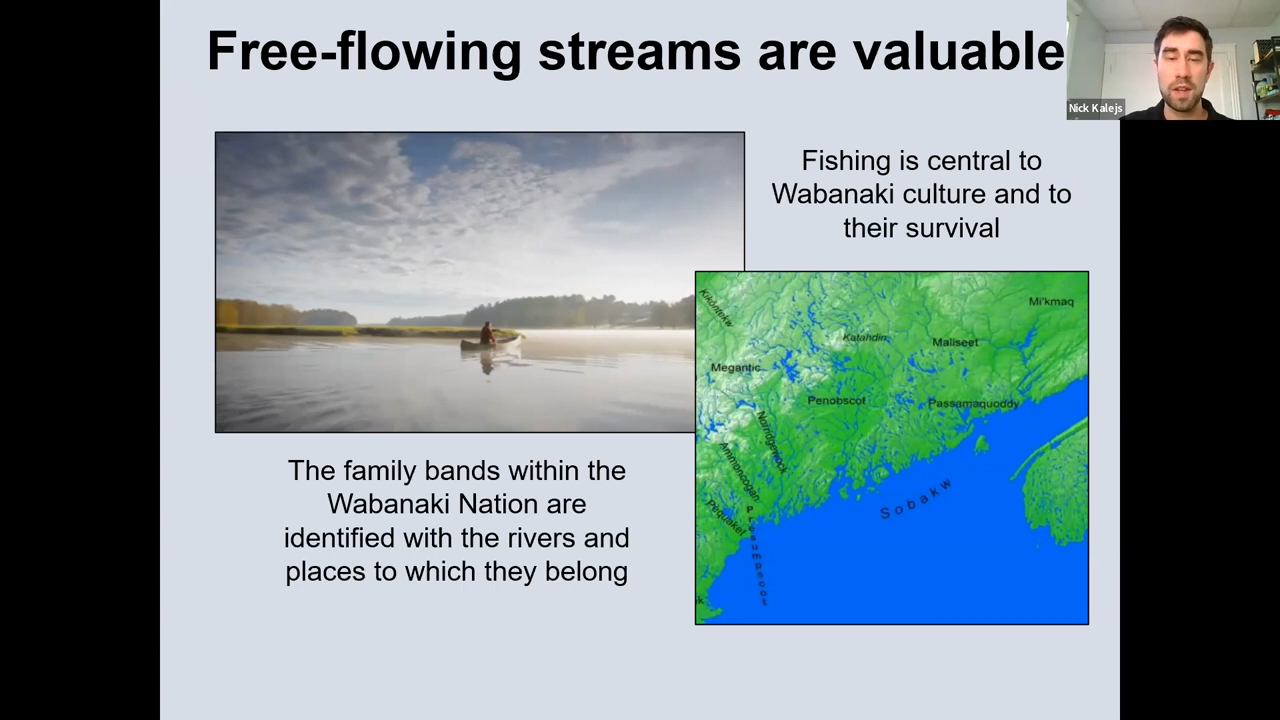 Free-flowing streams are valuable
Nick Kalejs
Fishing is central to
Wabanaki culture and to
their survival
Kikôntekw
Mi'kmaq
Katahdin
Maliseet
Megantic
Penobscot
Passamaquoddy
Norridgewock
Ammoncogan
Pequaket
Presumpscot
Sobakw
The family bands within the
Wabanaki Nation are
identified with the rivers and
places to which they belong